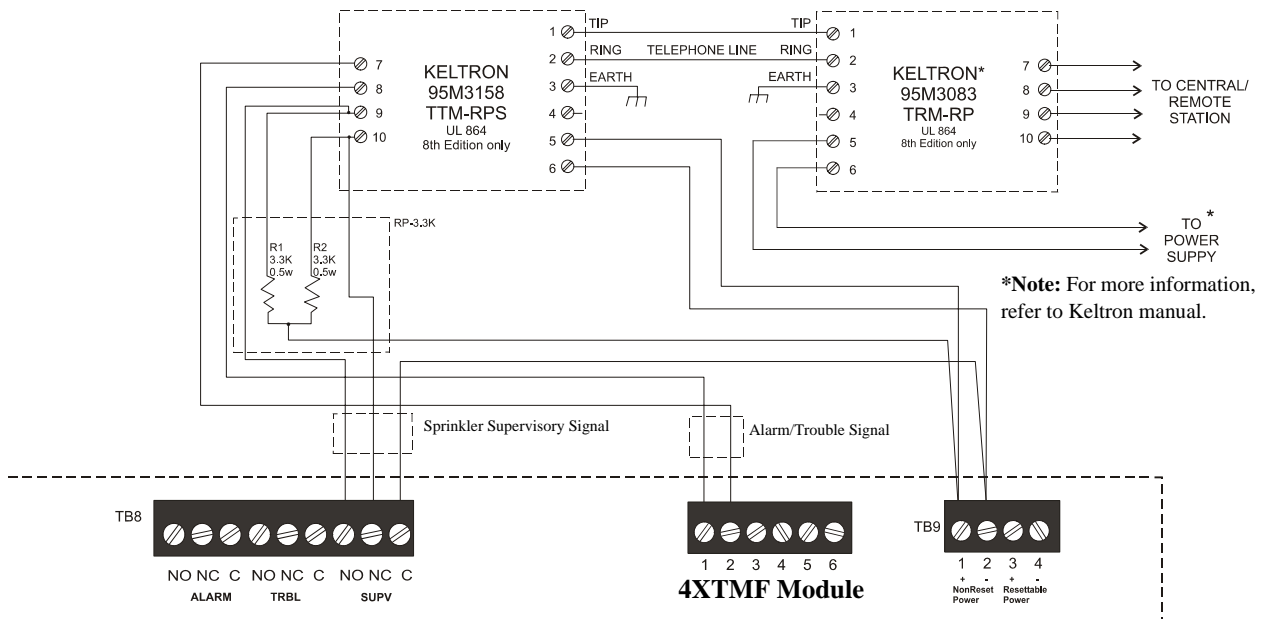 1 TIP TIP 1
2 RING TELEPHONE LINE RING 2
3 EARTH EARTH 3
4 4
5 5
6 6
7
8
9
10
KELTRON
95M3158
TTM-RPS
UL 864
8th Edition only
KELTRON*
95M3083
TRM-RP
UL 864
8th Edition only
7
8
9
10
TO CENTRAL/
REMOTE
STATION
TO *
POWER
SUPPY
*Note: For more information,
refer to Keltron manual.
RP-3.3K
R1 R2
3.3K 3.3K
0.5w 0.5w
Sprinkler Supervisory Signal
Alarm/Trouble Signal
TB8
NO NC C NO NC C NO NC C
ALARM TRBL SUPV
1 2 3 4 5 6
4XTMF Module
TB9
1 2 3 4
+ - + -
NonReset Resettable
Power Power